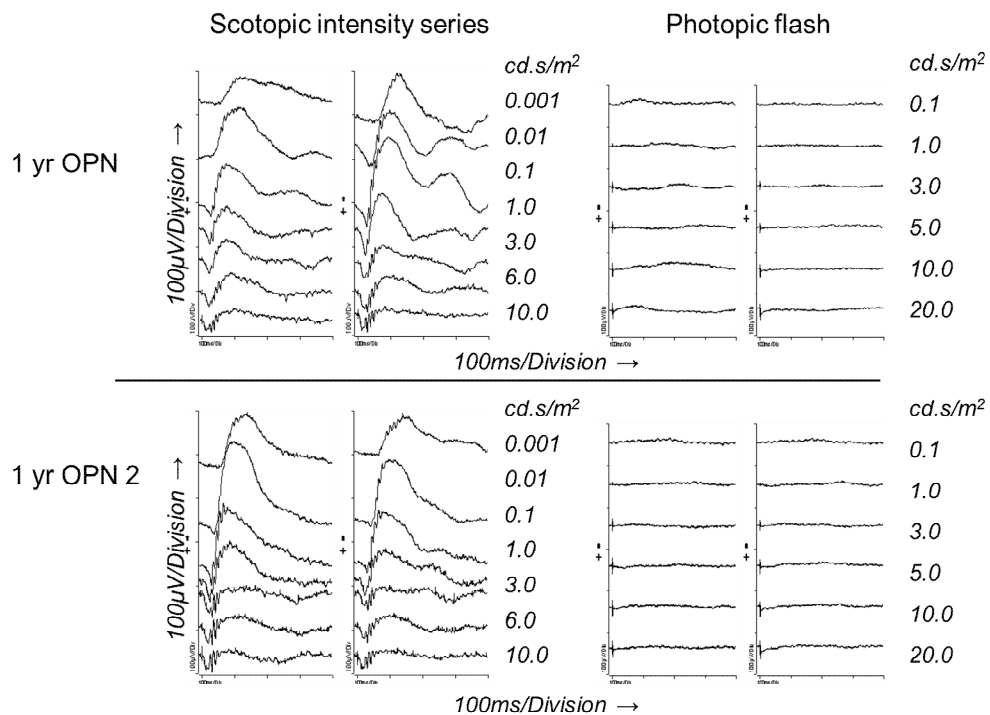 Scotopic intensity series
Photopic flash
1 yr OPN
100µV/Division →
cd.s/m²
0.001
0.01
0.1
1.0
3.0
6.0
10.0
cd.s/m²
0.1
1.0
3.0
5.0
10.0
20.0
100ms/Division →
1 yr OPN 2
100µV/Division →
cd.s/m²
0.001
0.01
0.1
1.0
3.0
6.0
10.0
cd.s/m²
0.1
1.0
3.0
5.0
10.0
20.0
100ms/Division →